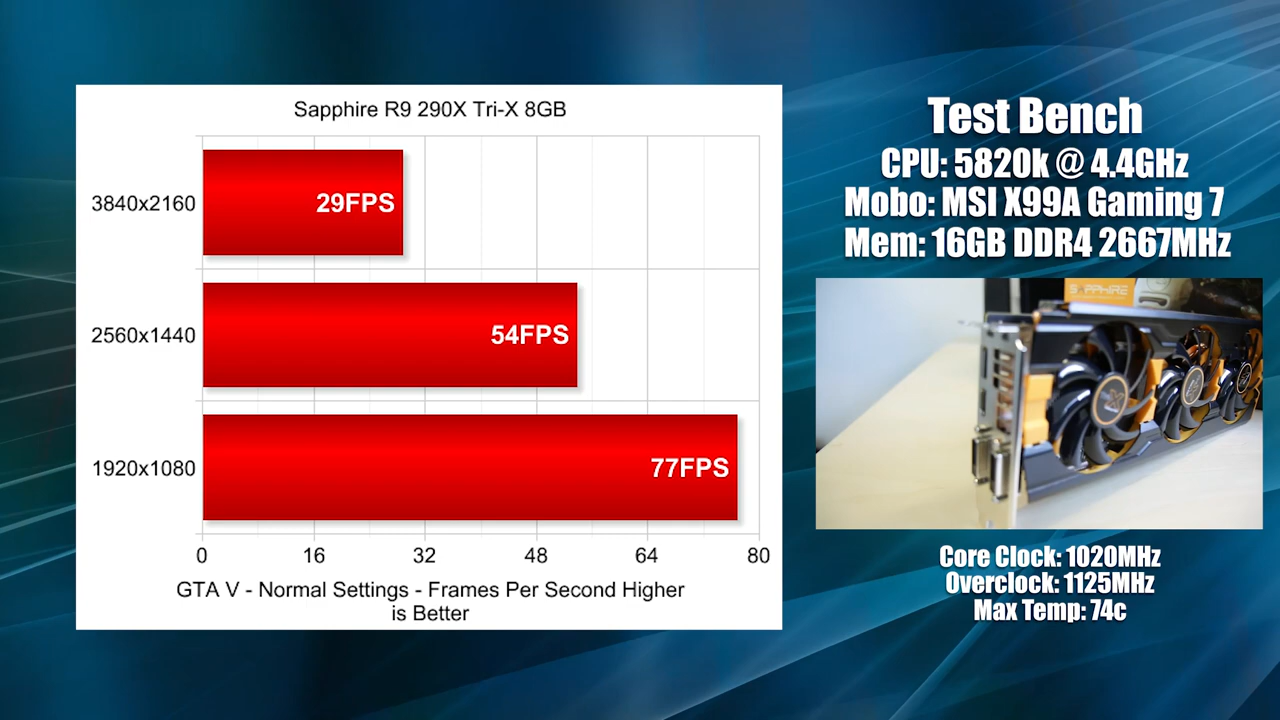 Sapphire R9 290X Tri-X 8GB
3840x2160
29FPS
2560x1440
54FPS
1920x1080
77FPS
0 16 32 48 64 80
GTA V - Normal Settings - Frames Per Second Higher
is Better
Test Bench
CPU: 5820k @ 4.4GHz
Mobo: MSI X99A Gaming 7
Mem: 16GB DDR4 2667MHz
SAPPHIRE
Core Clock: 1020MHz
Overclock: 1125MHz
Max Temp: 74c